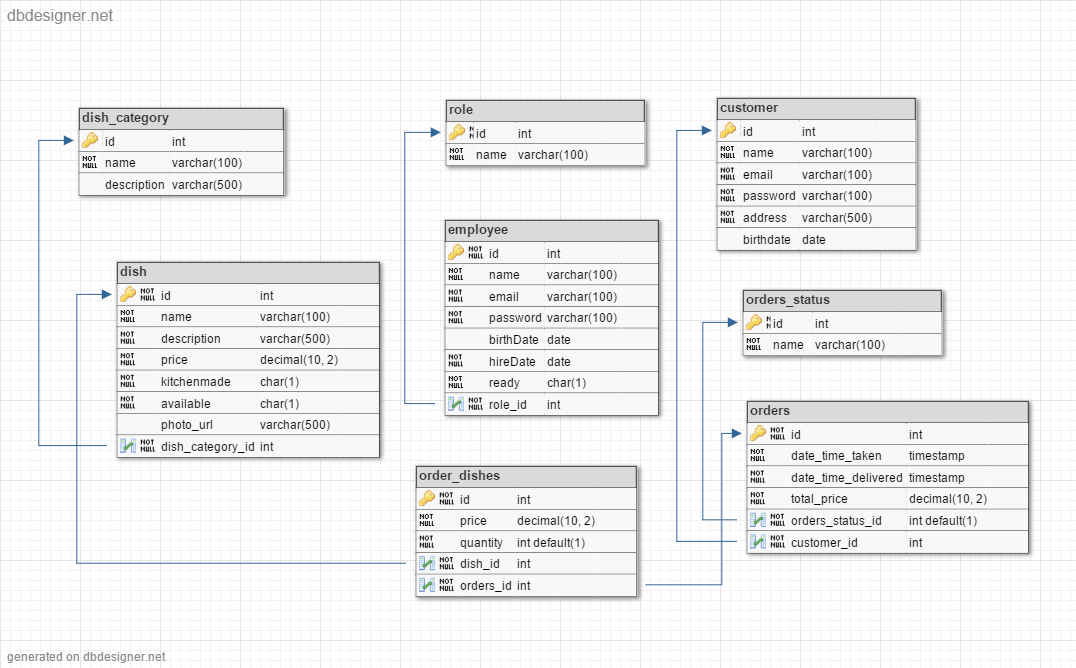 dbdesigner.net
dish_category
id int
NOT NULL name varchar(100)
description varchar(500)
role
N N id int
NOT NULL name varchar(100)
customer
id int
NOT NULL name varchar(100)
NOT NULL email varchar(100)
NOT NULL password varchar(100)
NOT NULL address varchar(500)
birthdate date
employee
NOT NULL id int
NOT NULL name varchar(100)
NOT NULL email varchar(100)
NOT NULL password varchar(100)
birthDate date
NOT NULL hireDate date
NOT NULL ready char(1)
NOT NULL role_id int
dish
NOT NULL id int
NOT NULL name varchar(100)
NOT NULL description varchar(500)
NOT NULL price decimal(10, 2)
NOT NULL kitchenmade char(1)
NOT NULL available char(1)
photo_url varchar(500)
NOT NULL dish_category_id int
orders_status
N N id int
NOT NULL name varchar(100)
orders
NOT NULL id int
NOT NULL date_time_taken timestamp
NOT NULL date_time_delivered timestamp
NOT NULL total_price decimal(10, 2)
NOT NULL orders_status_id int default(1)
NOT NULL customer_id int
order_dishes
NOT NULL id int
NOT NULL price decimal(10, 2)
NOT NULL quantity int default(1)
NOT NULL dish_id int
NOT NULL orders_id int
generated on dbdesigner.net